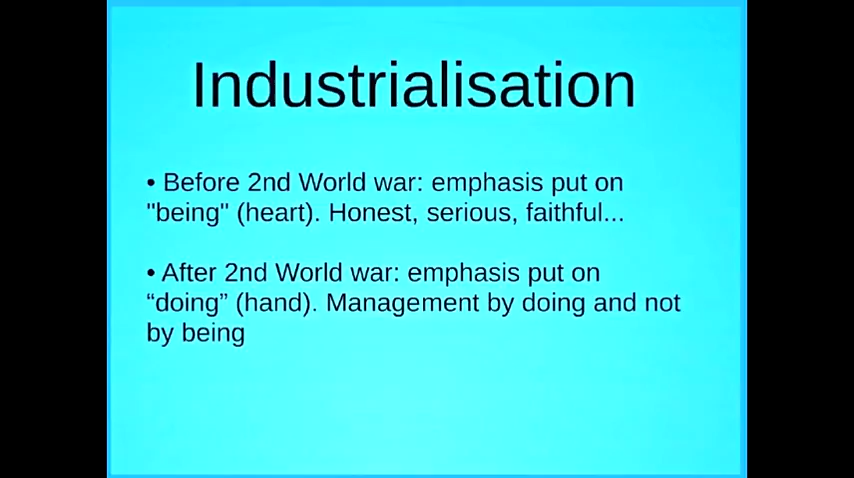 Industrialisation
• Before 2nd World war: emphasis put on
"being" (heart). Honest, serious, faithful...
• After 2nd World war: emphasis put on
“doing” (hand). Management by doing and not
by being